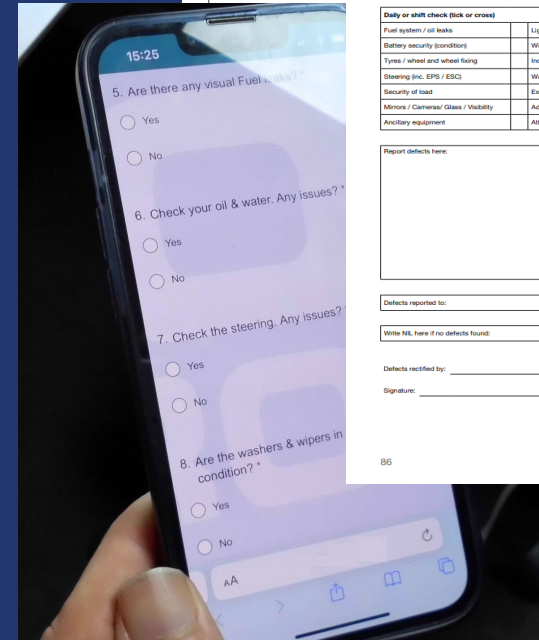 15:25
5. Are there any visual Fuel leaks? *
Yes
No
6. Check your oil & water. Any issues? *
Yes
No
7. Check the steering. Any issues?
Yes
No
8. Are the washers & wipers in
condition? *
Yes
No
AA
Daily or shift check (tick or cross)
Fuel system / oil leaks
Battery security (condition)
Tyres / wheel and wheel fixing
Steering (inc. EPS / ESC)
Security of load
Mirrors / Cameras/ Glass / Visibility
Ancillary equipment
Report defects here:
Defects reported to:
Write NIL here if no defects found:
Defects rectified by:
Signature:
86